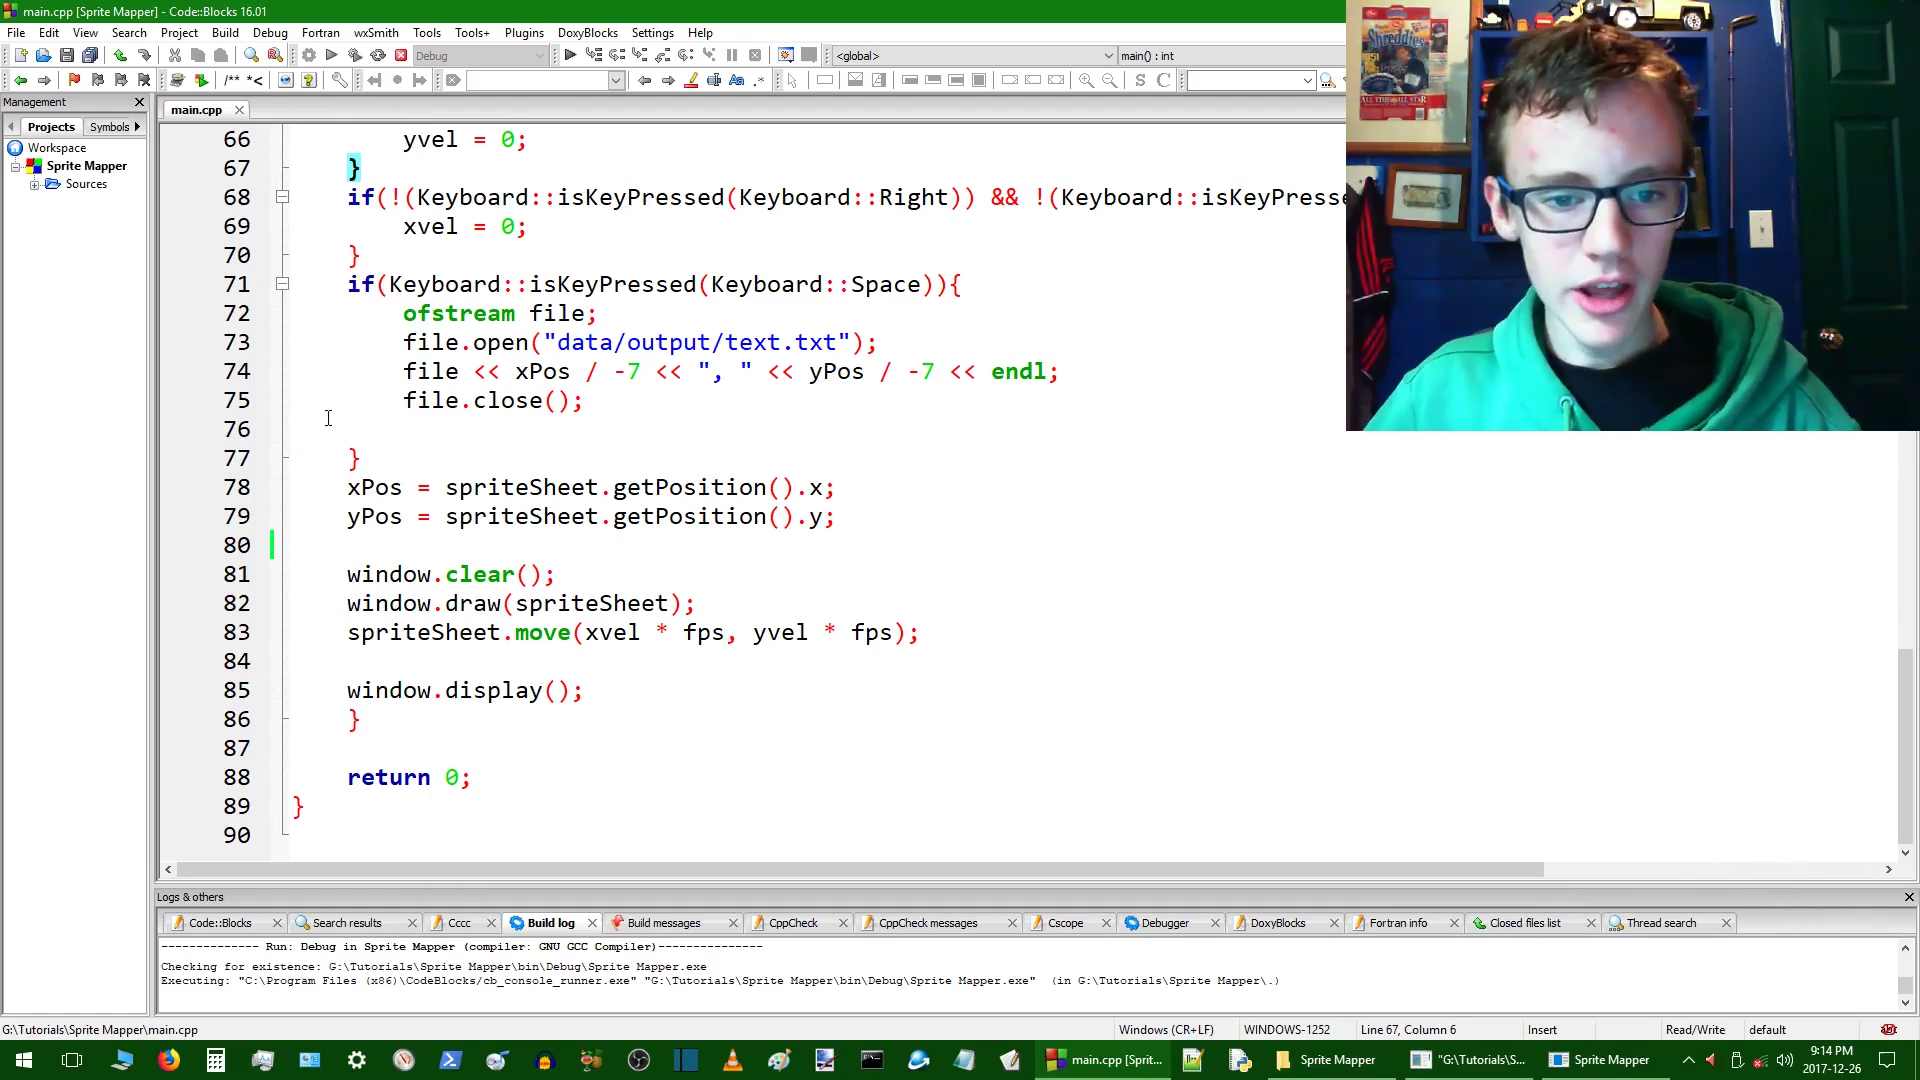 main.cpp [Sprite Mapper] - Code::Blocks 16.01
File Edit View Search Project Build Debug Fortran wxSmith Tools Tools+ Plugins DoxyBlocks Settings Help
Debug <global> main() : int
/** *<
Management
main.cpp
Projects Symbols
Workspace
Sprite Mapper
Sources
66 yvel = 0;
67 }
68 if(!(Keyboard::isKeyPressed(Keyboard::Right)) && !(Keyboard::isKeyPresse
69 xvel = 0;
70 }
71 if(Keyboard::isKeyPressed(Keyboard::Space)){
72 ofstream file;
73 file.open("data/output/text.txt");
74 file << xPos / -7 << ", " << yPos / -7 << endl;
75 file.close();
76
77 }
78 xPos = spriteSheet.getPosition().x;
79 yPos = spriteSheet.getPosition().y;
80
81 window.clear();
82 window.draw(spriteSheet);
83 spriteSheet.move(xvel * fps, yvel * fps);
84
85 window.display();
86 }
87
88 return 0;
89 }
90
Shreddies
ALL TIME ALL STAR
Logs & others
Code::Blocks Search results Cccc Build log Build messages CppCheck CppCheck messages Cscope Debugger DoxyBlocks Fortran info Closed files list Thread search
-------------- Run: Debug in Sprite Mapper (compiler: GNU GCC Compiler)---------------
Checking for existence: G:\Tutorials\Sprite Mapper\bin\Debug\Sprite Mapper.exe
Executing: "C:\Program Files (x86)\CodeBlocks/cb_console_runner.exe" "G:\Tutorials\Sprite Mapper\bin\Debug\Sprite Mapper.exe" (in G:\Tutorials\Sprite Mapper\.)
G:\Tutorials\Sprite Mapper\main.cpp Windows (CR+LF) WINDOWS-1252 Line 67, Column 6 Insert Read/Write default
main.cpp [Sprit... Sprite Mapper "G:\Tutorials\S... Sprite Mapper 9:14 PM
2017-12-26